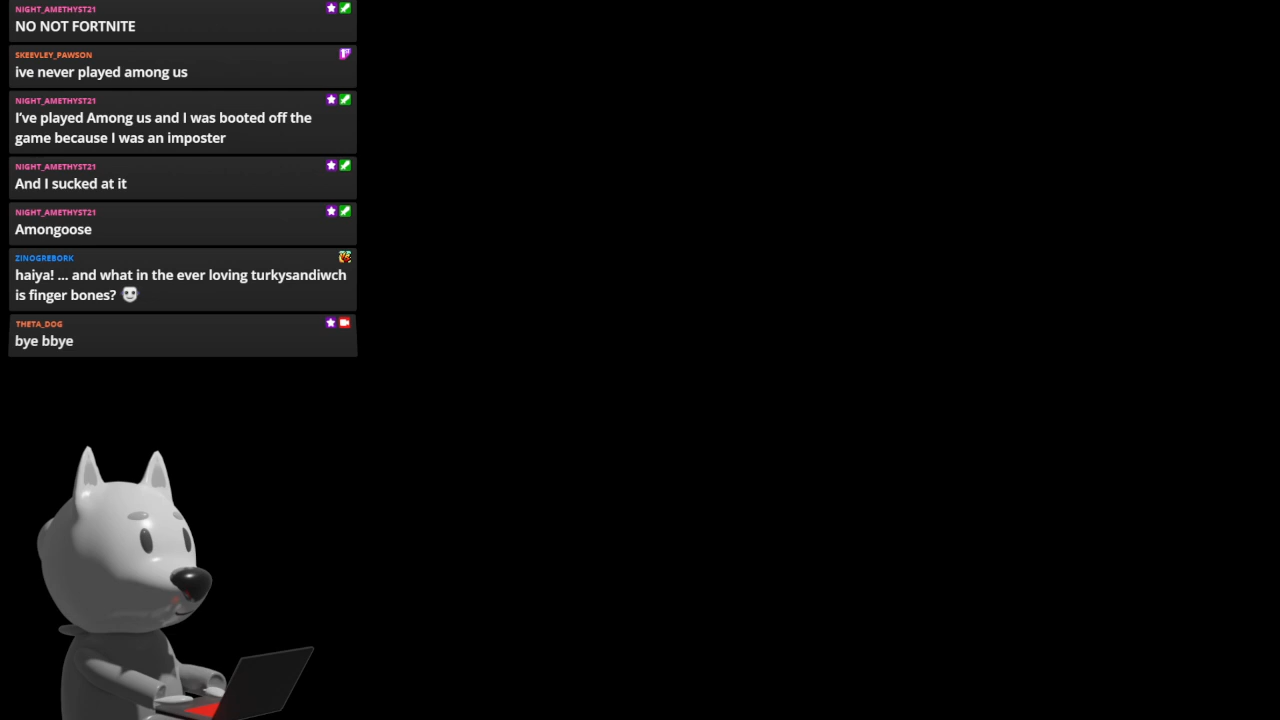 NIGHT_AMETHYST21
NO NOT FORTNITE
SKEEVLEY_PAWSON
ive never played among us
NIGHT_AMETHYST21
I've played Among us and I was booted off the
game because I was an imposter
NIGHT_AMETHYST21
And I sucked at it
NIGHT_AMETHYST21
Amongoose
ZINOGREBORK
haiya! ... and what in the ever loving turkysandiwch
is finger bones?
THETA_DOG
bye bbye